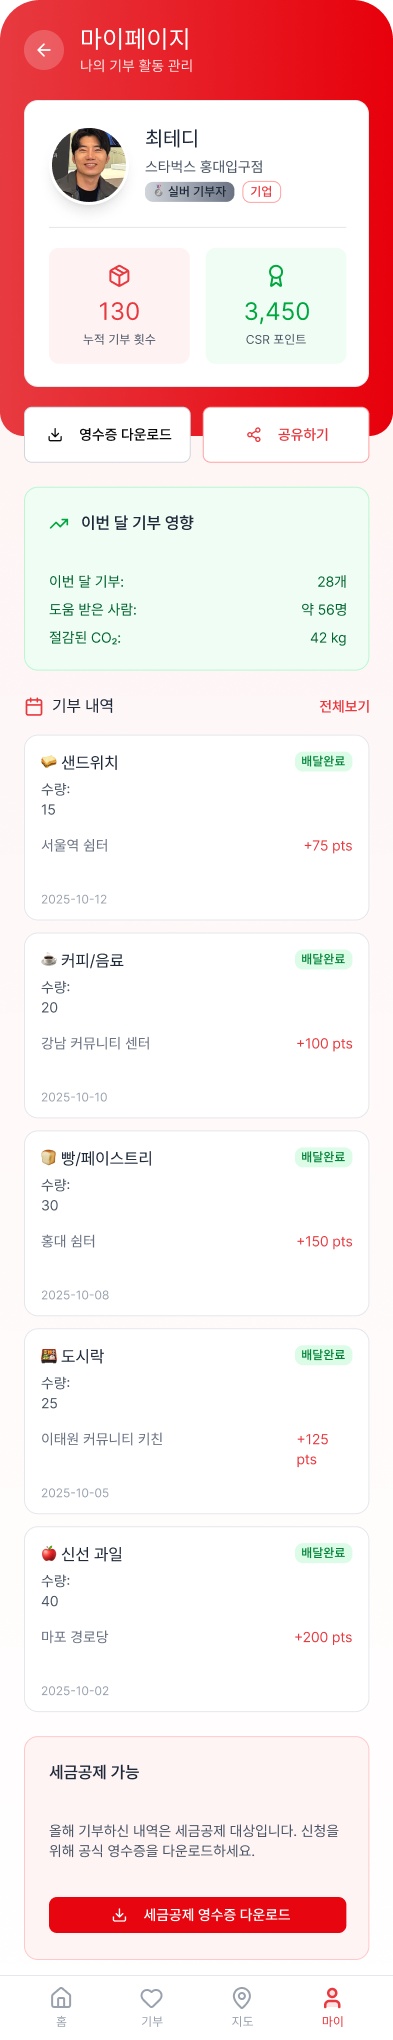 마이페이지
나의 기부 활동 관리
최테디
스타벅스 홍대입구점
실버 기부자
기업
130
누적 기부 횟수
3,450
CSR 포인트
영수증 다운로드
공유하기
이번 달 기부 영향
이번 달 기부: 28개
도움 받은 사람: 약 56명
절감된 CO₂: 42 kg
기부 내역 전체보기
샌드위치 배달완료
수량:
15
서울역 쉼터 +75 pts
2025-10-12
커피/음료 배달완료
수량:
20
강남 커뮤니티 센터 +100 pts
2025-10-10
빵/페이스트리 배달완료
수량:
30
홍대 쉼터 +150 pts
2025-10-08
도시락 배달완료
수량:
25
이태원 커뮤니티 키친 +125
pts
2025-10-05
신선 과일 배달완료
수량:
40
마포 경로당 +200 pts
2025-10-02
세금공제 가능
올해 기부하신 내역은 세금공제 대상입니다. 신청을
위해 공식 영수증을 다운로드하세요.
세금공제 영수증 다운로드
홈 기부 지도 마이